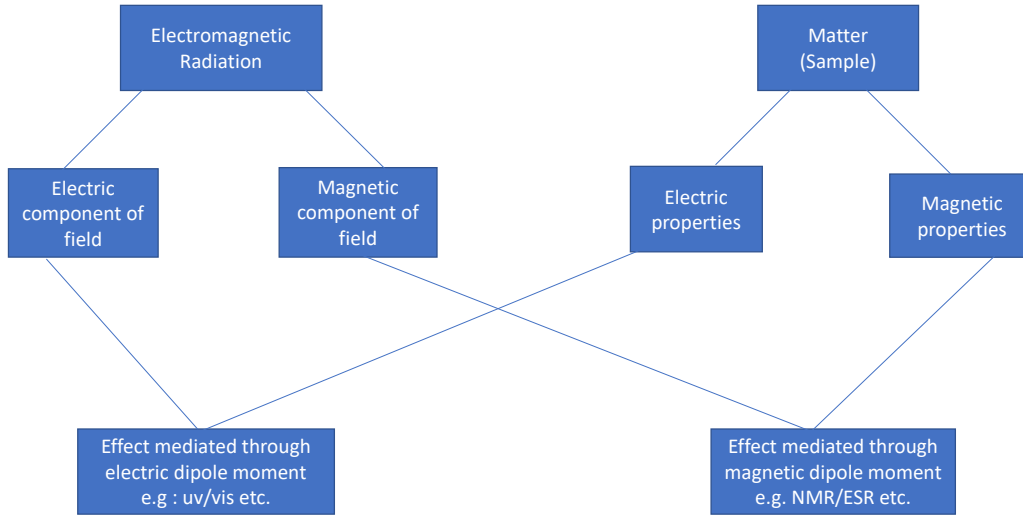 Electromagnetic
Radiation
Matter
(Sample)
Electric
component of
field
Magnetic
component of
field
Electric
properties
Magnetic
properties
Effect mediated through
electric dipole moment
e.g : uv/vis etc.
Effect mediated through
magnetic dipole moment
e.g. NMR/ESR etc.